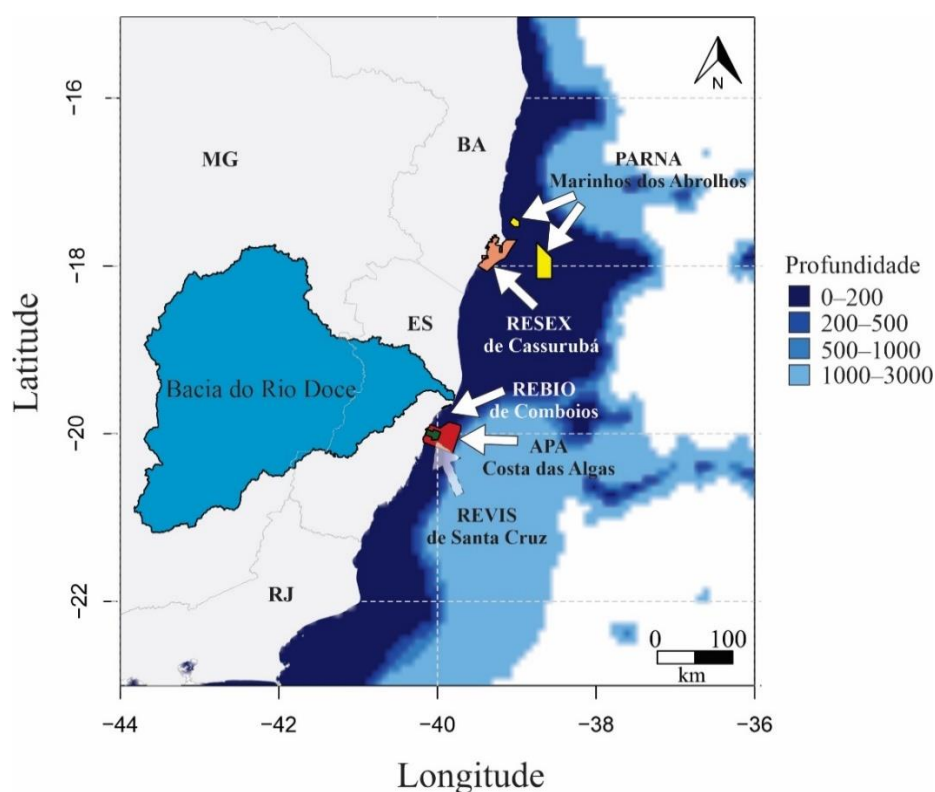 Latitude
−16
−18
−20
−22
MG
BA
ES
RJ
N
PARNA
Marinhos dos Abrolhos
RESEX
de Cassurubá
Bacia do Rio Doce
REBIO
de Comboios
APA
Costa das Algas
REVIS
de Santa Cruz
0 100
km
−44 −42 −40 −38 −36
Longitude
Profundidade
0–200
200–500
500–1000
1000–3000